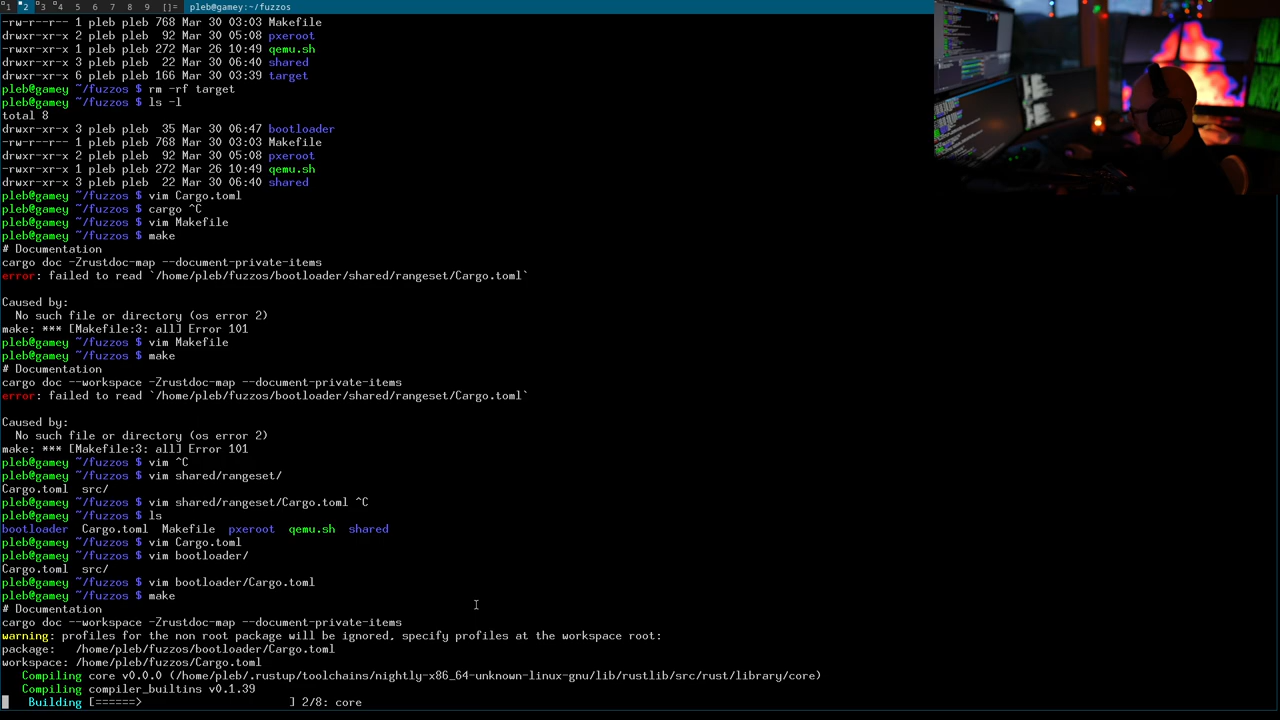 1 2 3 4 5 6 7 8 9 []= pleb@gamey:~/fuzzos
-rw-r--r-- 1 pleb pleb 768 Mar 30 03:03 Makefile
drwxr-xr-x 2 pleb pleb  92 Mar 30 05:08 pxeroot
-rwxr-xr-x 1 pleb pleb 272 Mar 26 10:49 qemu.sh
drwxr-xr-x 3 pleb pleb  22 Mar 30 06:40 shared
drwxr-xr-x 6 pleb pleb 166 Mar 30 03:39 target
pleb@gamey ~/fuzzos $ rm -rf target
pleb@gamey ~/fuzzos $ ls -l
total 8
drwxr-xr-x 3 pleb pleb  35 Mar 30 06:47 bootloader
-rw-r--r-- 1 pleb pleb 768 Mar 30 03:03 Makefile
drwxr-xr-x 2 pleb pleb  92 Mar 30 05:08 pxeroot
-rwxr-xr-x 1 pleb pleb 272 Mar 26 10:49 qemu.sh
drwxr-xr-x 3 pleb pleb  22 Mar 30 06:40 shared
pleb@gamey ~/fuzzos $ vim Cargo.toml
pleb@gamey ~/fuzzos $ cargo ^C
pleb@gamey ~/fuzzos $ vim Makefile
pleb@gamey ~/fuzzos $ make
# Documentation
cargo doc -Zrustdoc-map --document-private-items
error: failed to read `/home/pleb/fuzzos/bootloader/shared/rangeset/Cargo.toml`
Caused by:
  No such file or directory (os error 2)
make: *** [Makefile:3: all] Error 101
pleb@gamey ~/fuzzos $ vim Makefile
pleb@gamey ~/fuzzos $ make
# Documentation
cargo doc --workspace -Zrustdoc-map --document-private-items
error: failed to read `/home/pleb/fuzzos/bootloader/shared/rangeset/Cargo.toml`
Caused by:
  No such file or directory (os error 2)
make: *** [Makefile:3: all] Error 101
pleb@gamey ~/fuzzos $ vim ^C
pleb@gamey ~/fuzzos $ vim shared/rangeset/
Cargo.toml  src/
pleb@gamey ~/fuzzos $ vim shared/rangeset/Cargo.toml ^C
pleb@gamey ~/fuzzos $ ls
bootloader  Cargo.toml  Makefile  pxeroot  qemu.sh  shared
pleb@gamey ~/fuzzos $ vim Cargo.toml
pleb@gamey ~/fuzzos $ vim bootloader/
Cargo.toml  src/
pleb@gamey ~/fuzzos $ vim bootloader/Cargo.toml
pleb@gamey ~/fuzzos $ make
# Documentation
cargo doc --workspace -Zrustdoc-map --document-private-items
warning: profiles for the non root package will be ignored, specify profiles at the workspace root:
package:   /home/pleb/fuzzos/bootloader/Cargo.toml
workspace: /home/pleb/fuzzos/Cargo.toml
   Compiling core v0.0.0 (/home/pleb/.rustup/toolchains/nightly-x86_64-unknown-linux-gnu/lib/rustlib/src/rust/library/core)
   Compiling compiler_builtins v0.1.39
    Building [======>                      ] 2/8: core